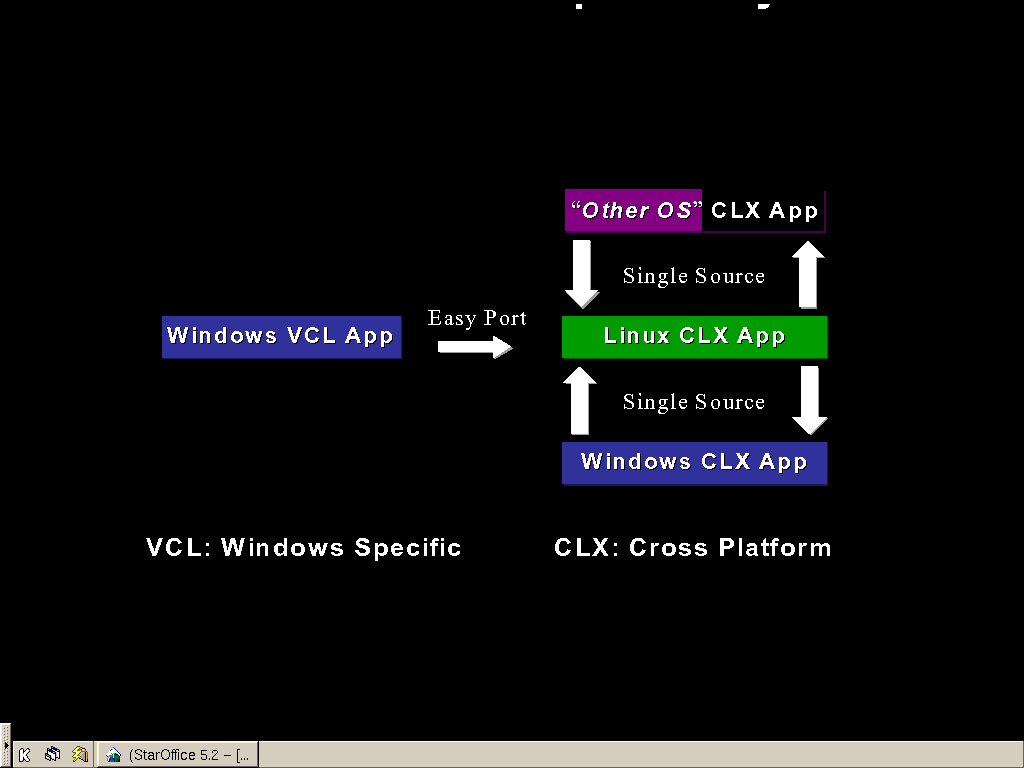 “Other OS” CLX App
Single Source
Easy Port
Windows VCL App
Linux CLX App
Single Source
Windows CLX App
VCL: Windows Specific
CLX: Cross Platform
(StarOffice 5.2 – [...